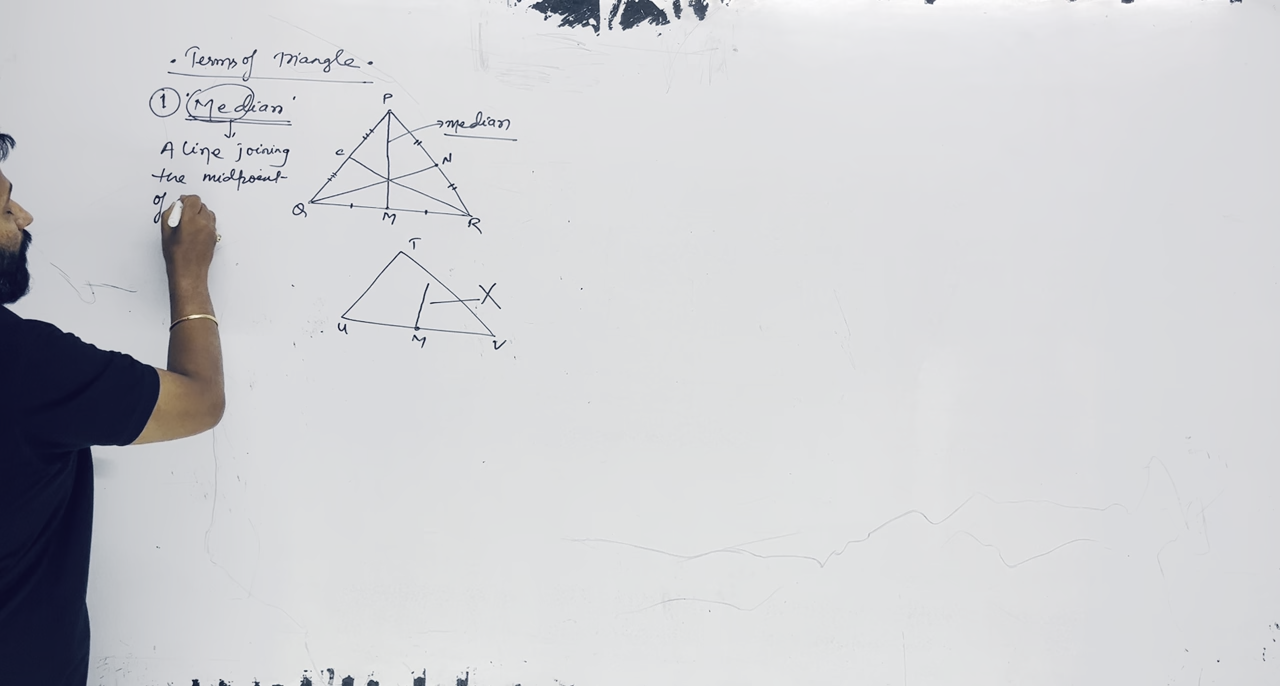 . Terms of Triangle .
1 'Median'
A line joining
the midpoint
of
P
median
C
N
Q
M
R
T
X
U
M
V